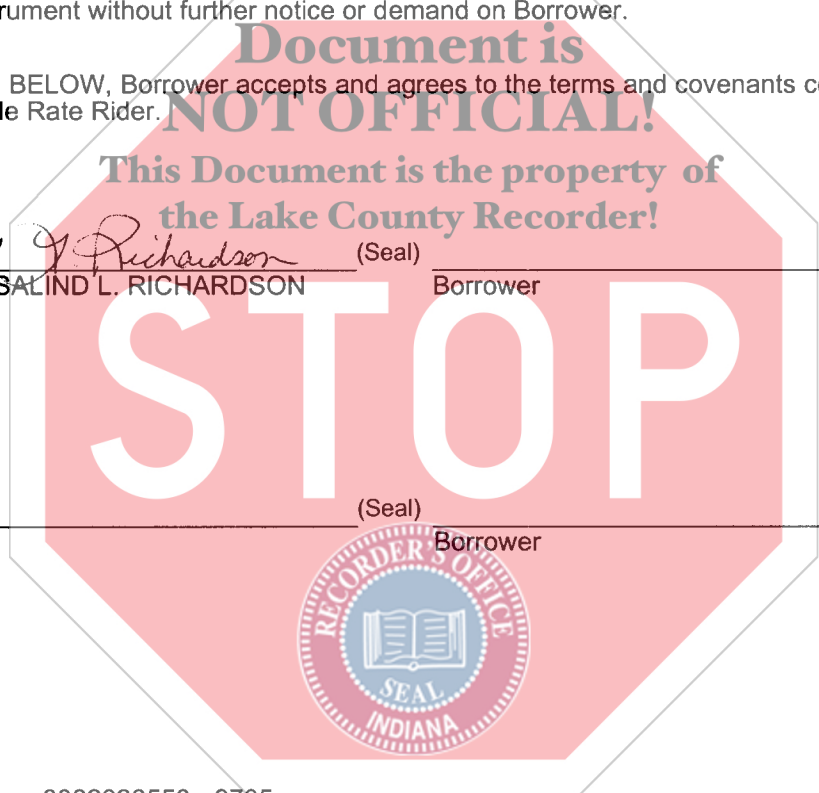 rument without further notice or demand on Borrower.
Document is
BELOW, Borrower accepts and agrees to the terms and covenants c
le Rate Rider.
NOT OFFICIAL!
This Document is the property of
the Lake County Recorder!
Richardson (Seal)
SALIND L. RICHARDSON Borrower
STOP
(Seal)
Borrower
RECORDER'S OFFICE
SEAL
INDIANA